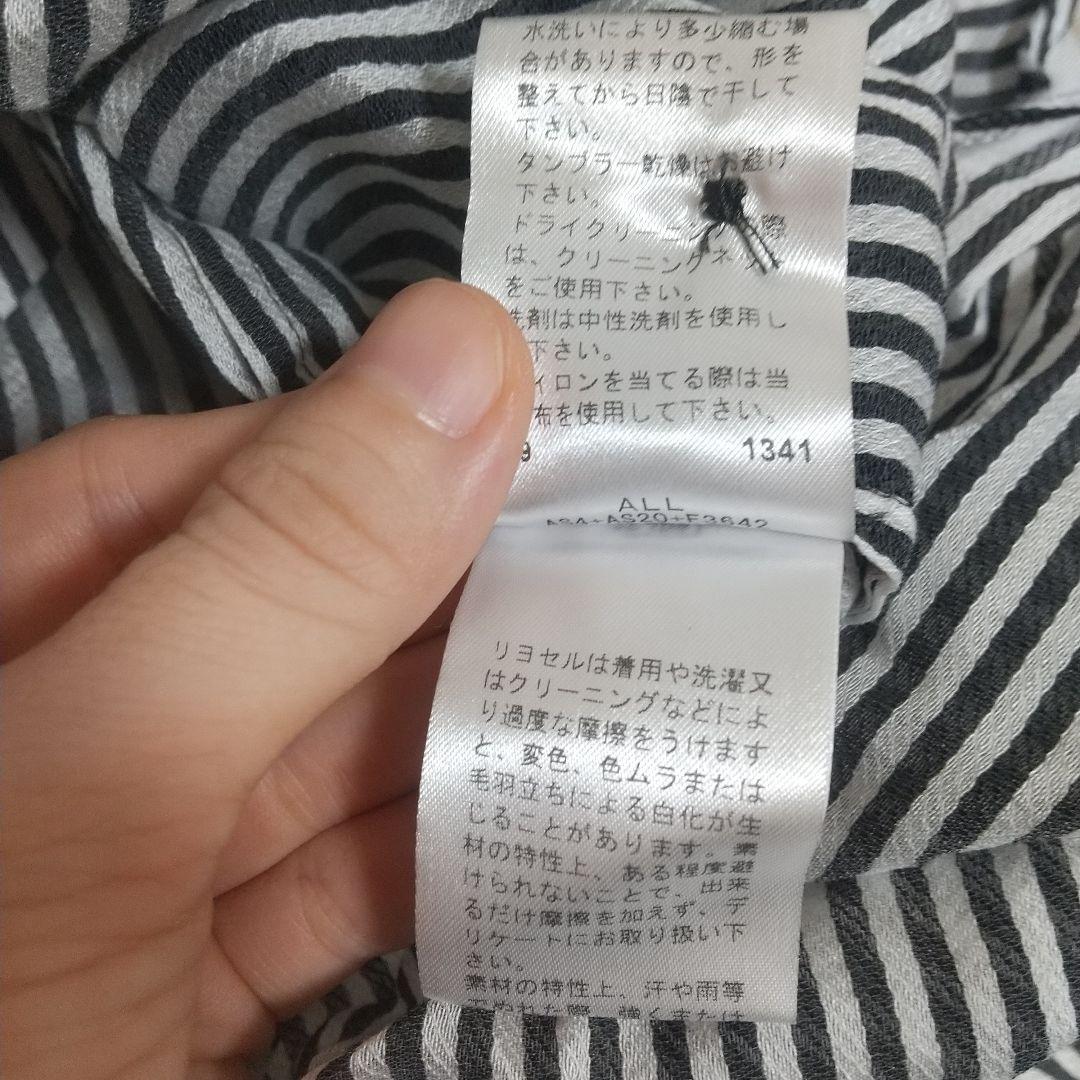 水洗いにより多少縮む場
合がありますので、形を
整えてから日陰で干して
下さい。
タンブラー乾燥はお避け
下さい。
ドライクリーニングの際
は、クリーニングネット
をご使用下さい。
洗剤は中性洗剤を使用し
下さい。
イロンを当てる際は当
布を使用して下さい。
9 1341
ALL
リヨセルは着用や洗濯又
はクリーニングなどによ
り過度な摩擦をうけます
と、変色、色ムラまたは
毛羽立ちによる白化が生
じることがあります。素
材の特性上、ある程度避
けられないことで、出来
るだけ摩擦を加えず、デ
リケートにお取り扱い下
さい。
素材の特性上、汗や雨等